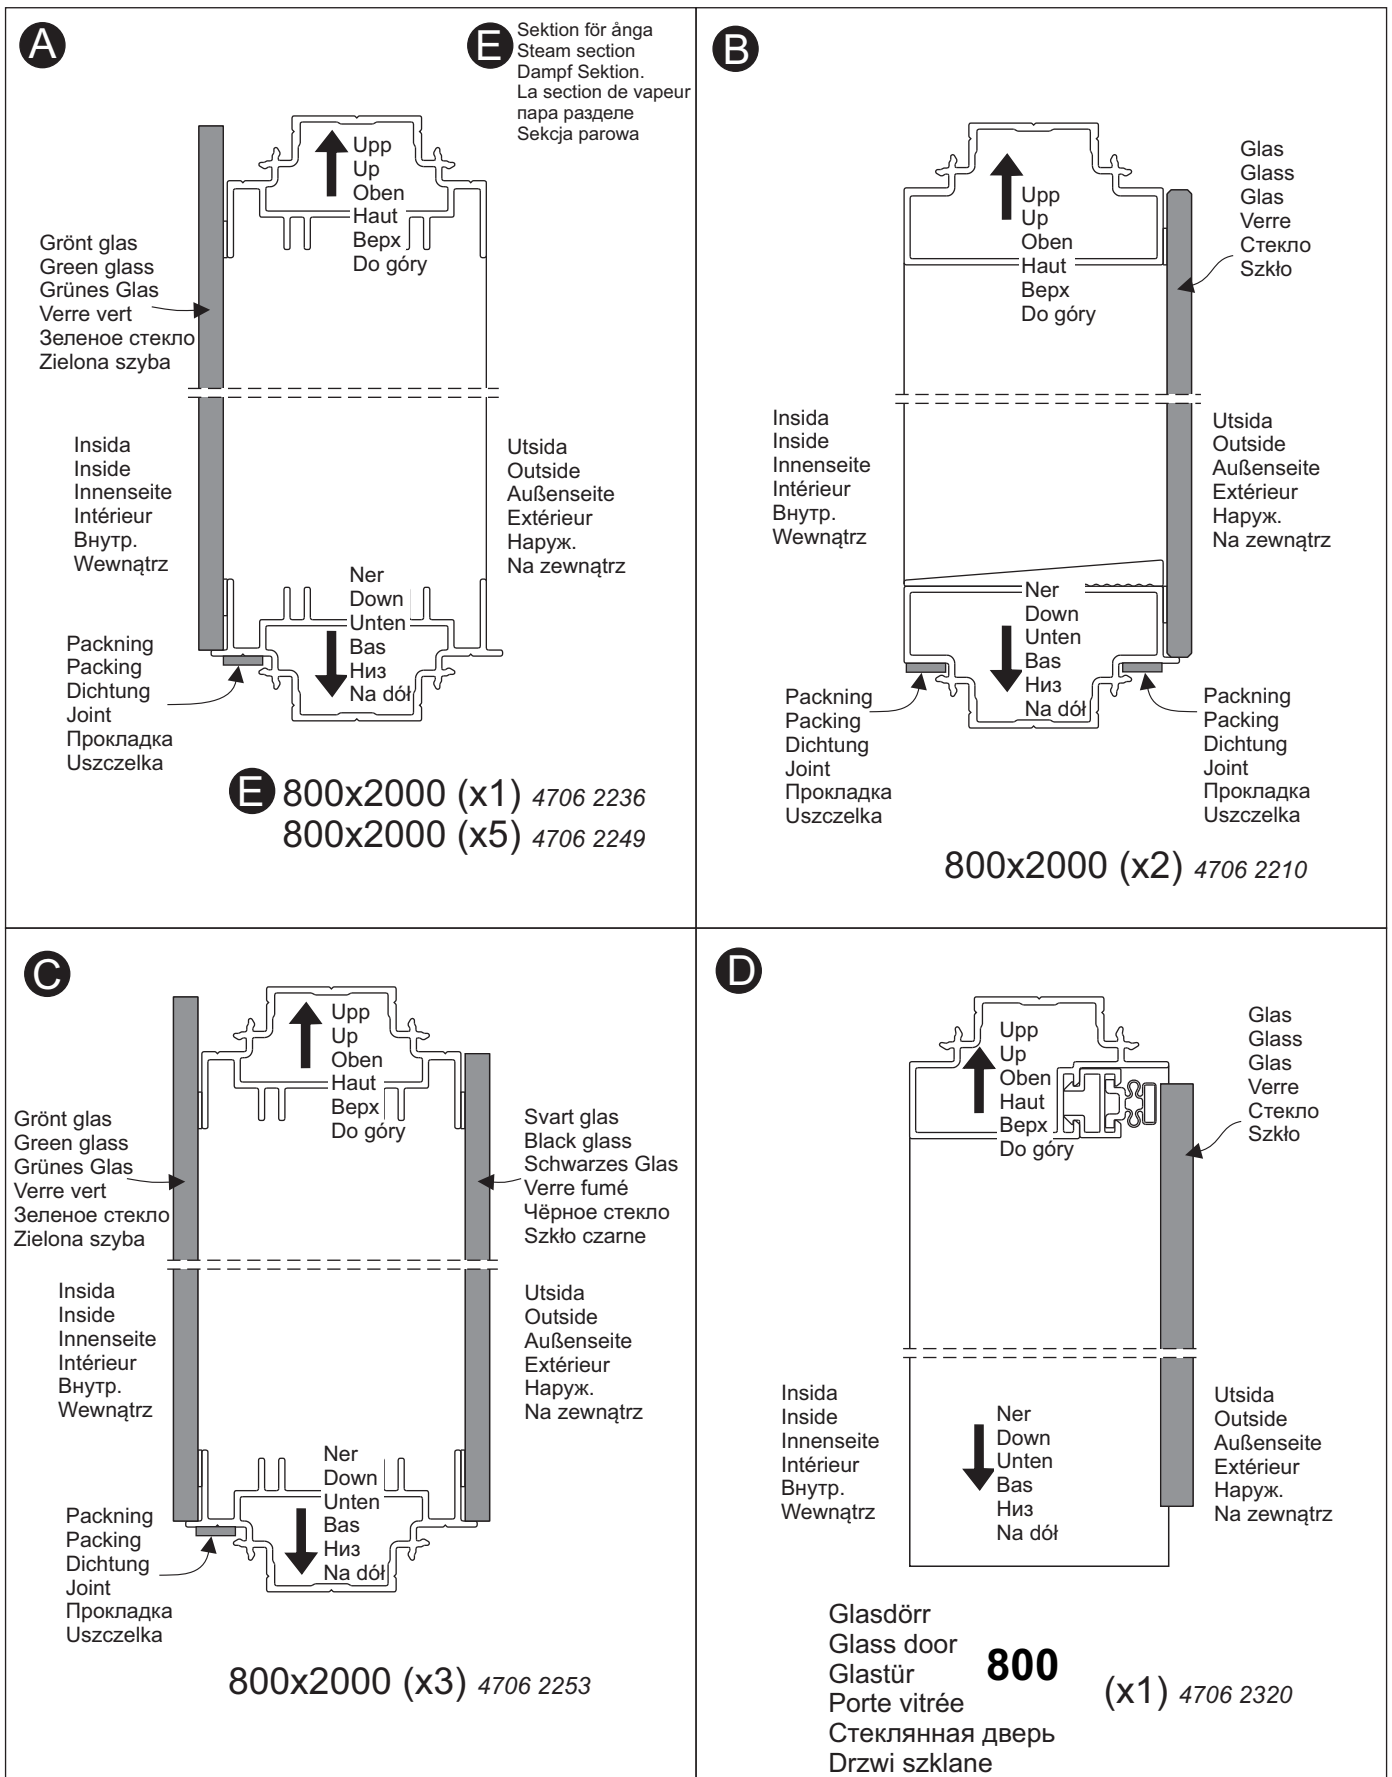 A
E
Sektion för ånga
Steam section
Dampf Sektion.
La section de vapeur
пара разделе
Sekcja parowa
Upp
Up
Oben
Haut
Верх
Do góry
Grönt glas
Green glass
Grünes Glas
Verre vert
Зеленое стекло
Zielona szyba
Insida
Inside
Innenseite
Intérieur
Внутр.
Wewnątrz
Utsida
Outside
Außenseite
Extérieur
Наруж.
Na zewnątrz
Ner
Down
Unten
Bas
Низ
Na dół
Packning
Packing
Dichtung
Joint
Прокладка
Uszczelka
E 800x2000 (x1) 4706 2236
800x2000 (x5) 4706 2249
B
Upp
Up
Oben
Haut
Верх
Do góry
Glas
Glass
Glas
Verre
Стекло
Szkło
Insida
Inside
Innenseite
Intérieur
Внутр.
Wewnątrz
Utsida
Outside
Außenseite
Extérieur
Наруж.
Na zewnątrz
Ner
Down
Unten
Bas
Низ
Na dół
Packning
Packing
Dichtung
Joint
Прокладка
Uszczelka
Packning
Packing
Dichtung
Joint
Прокладка
Uszczelka
800x2000 (x2) 4706 2210
C
Upp
Up
Oben
Haut
Верх
Do góry
Grönt glas
Green glass
Grünes Glas
Verre vert
Зеленое стекло
Zielona szyba
Svart glas
Black glass
Schwarzes Glas
Verre fumé
Чёрное стекло
Szkło czarne
Insida
Inside
Innenseite
Intérieur
Внутр.
Wewnątrz
Utsida
Outside
Außenseite
Extérieur
Наруж.
Na zewnątrz
Ner
Down
Unten
Bas
Низ
Na dół
Packning
Packing
Dichtung
Joint
Прокладка
Uszczelka
800x2000 (x3) 4706 2253
D
Upp
Up
Oben
Haut
Верх
Do góry
Glas
Glass
Glas
Verre
Стекло
Szkło
Insida
Inside
Innenseite
Intérieur
Внутр.
Wewnątrz
Ner
Down
Unten
Bas
Низ
Na dół
Utsida
Outside
Außenseite
Extérieur
Наруж.
Na zewnątrz
Glasdörr
Glass door
Glastür
Porte vitrée
Стеклянная дверь
Drzwi szklane
800
(x1) 4706 2320